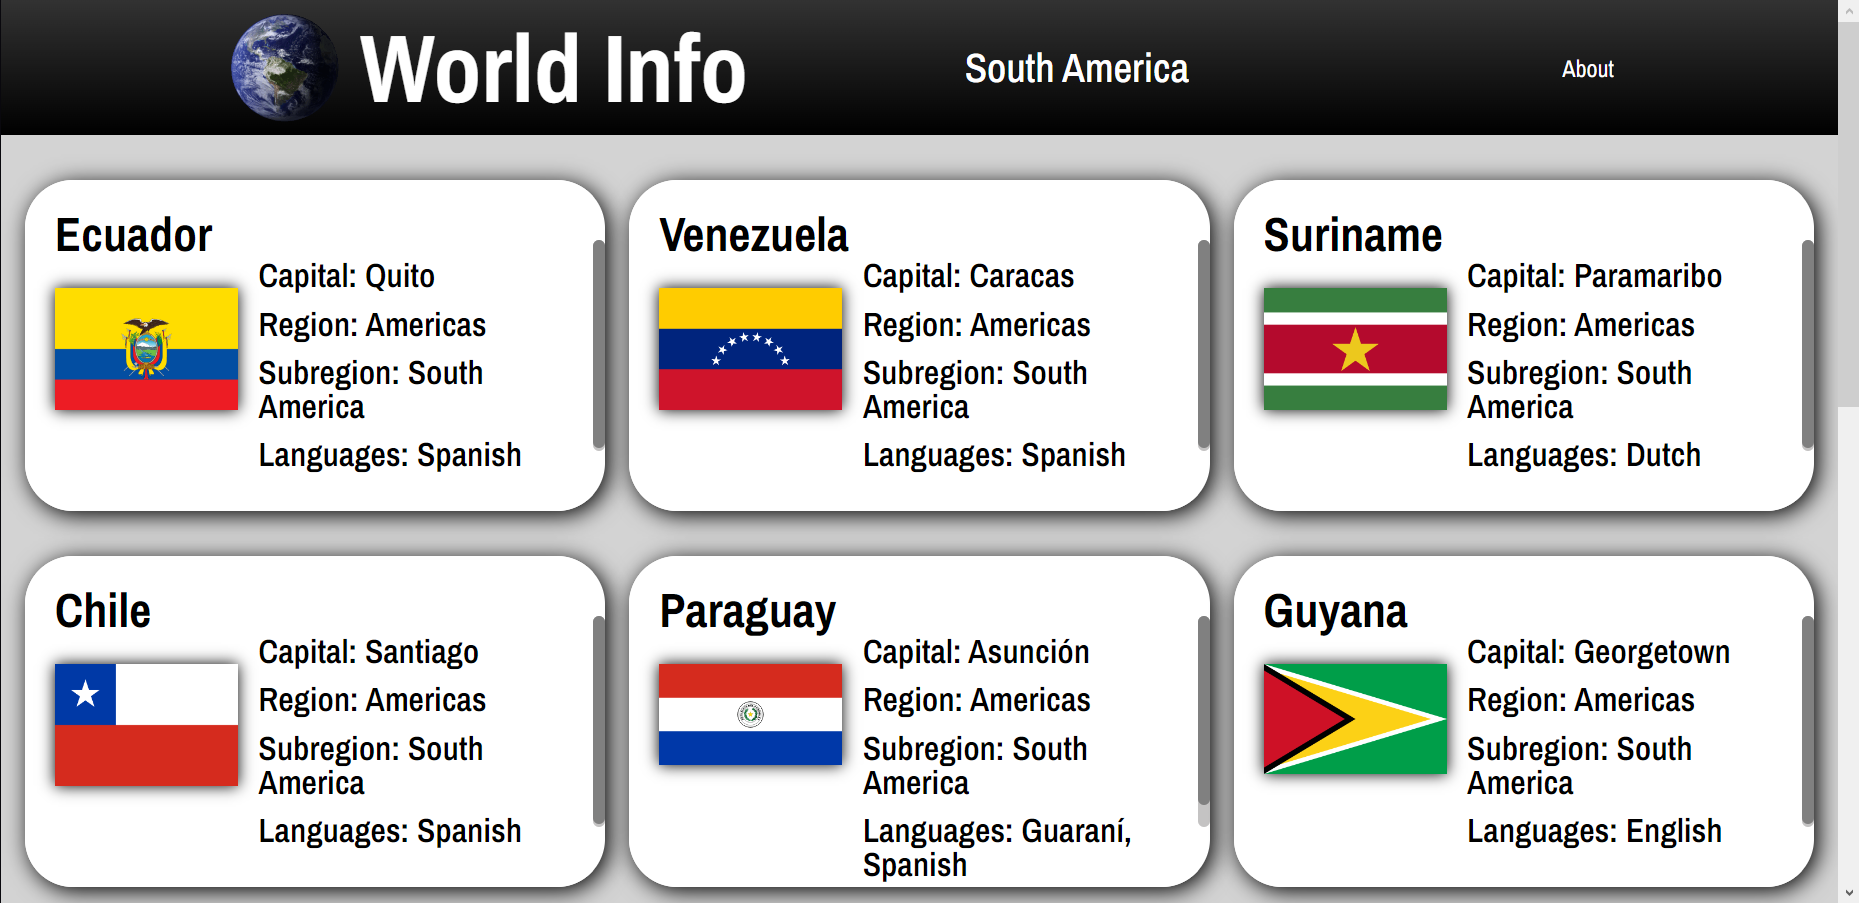 World Info
South America
About
Ecuador
Capital: Quito
Region: Americas
Subregion: South
America
Languages: Spanish
Venezuela
Capital: Caracas
Region: Americas
Subregion: South
America
Languages: Spanish
Suriname
Capital: Paramaribo
Region: Americas
Subregion: South
America
Languages: Dutch
Chile
Capital: Santiago
Region: Americas
Subregion: South
America
Languages: Spanish
Paraguay
Capital: Asunción
Region: Americas
Subregion: South
America
Languages: Guaraní,
Spanish
Guyana
Capital: Georgetown
Region: Americas
Subregion: South
America
Languages: English